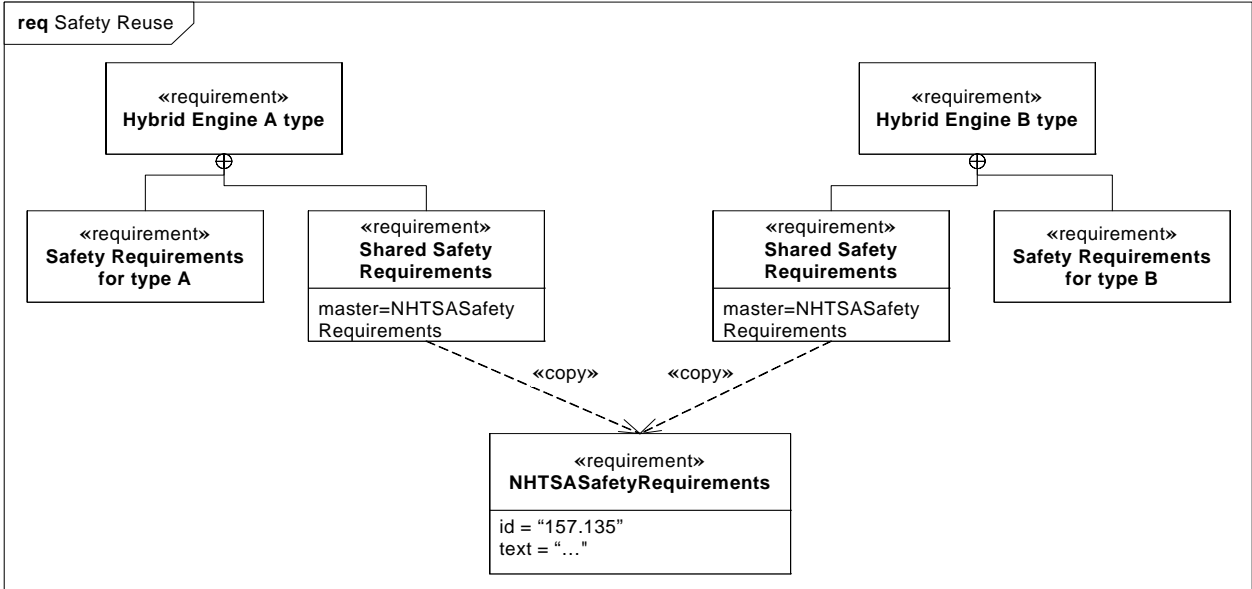 req Safety Reuse
«requirement»
Hybrid Engine A type
«requirement»
Hybrid Engine B type
«requirement»
Safety Requirements
for type A
«requirement»
Shared Safety
Requirements
master=NHTSASafety
Requirements
«requirement»
Shared Safety
Requirements
master=NHTSASafety
Requirements
«requirement»
Safety Requirements
for type B
«copy»
«copy»
«requirement»
NHTSASafetyRequirements
id = “157.135”
text = “…"